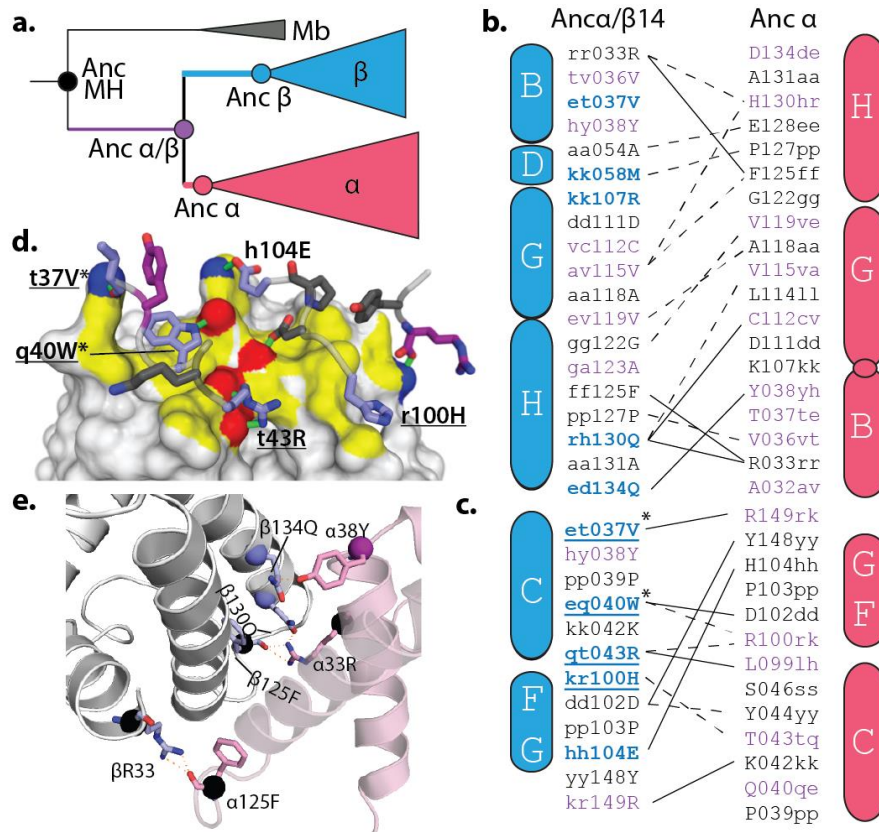 a.
Mb
Anc
MH
β
Anc β
Anc α/β
α
Anc α
b.
Ancα/β14
Anc α
B
D
G
H
rr033R
tv036V
et037V
hy038Y
aa054A
kk058M
kk107R
dd111D
vc112C
av115V
aa118A
ev119V
gg122G
ga123A
ff125F
pp127P
rh130Q
aa131A
ed134Q
D134de
A131aa
H130hr
E128ee
P127pp
F125ff
G122gg
V119ve
A118aa
V115va
L114ll
C112cv
D111dd
K107kk
Y038yh
T037te
V036vt
R033rr
A032av
H
G
B
c.
C
F
G
et037V*
hy038Y
pp039P
eq040W*
kk042K
qt043R
kr100H
dd102D
pp103P
hh104E
yy148Y
kr149R
R149rk
Y148yy
H104hh
P103pp
D102dd
R100rk
L099lh
S046ss
Y044yy
T043tq
K042kk
Q040qe
P039pp
G
F
C
d.
h104E
t37V*
q40W*
t43R
r100H
e.
β134Q
α38Y
β130Q
β125F
α33R
βR33
α125F